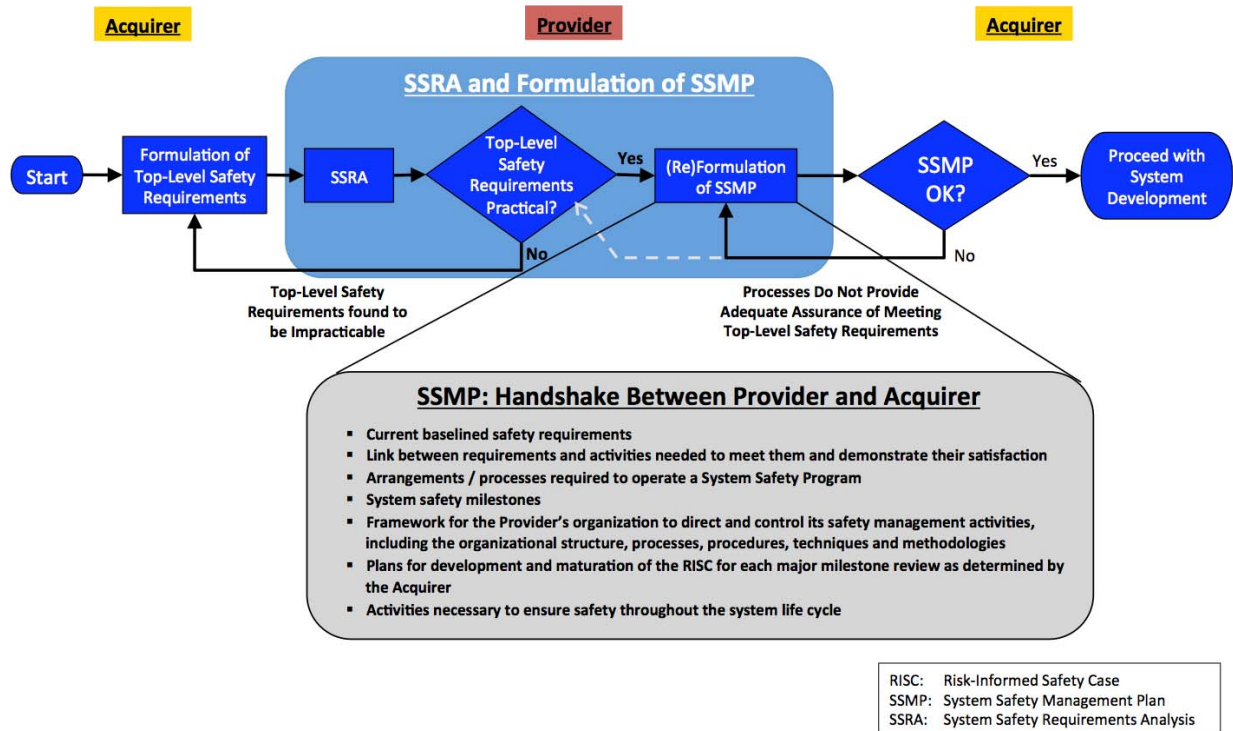 Acquirer
Provider
Acquirer
SSRA and Formulation of SSMP
Start
Formulation of
Top-Level Safety
Requirements
SSRA
Top-Level
Safety
Requirements
Practical?
Yes
No
(Re)Formulation
of SSMP
SSMP
OK?
Yes
No
Proceed with
System
Development
Top-Level Safety
Requirements found to
be Impracticable
Processes Do Not Provide
Adequate Assurance of Meeting
Top-Level Safety Requirements
SSMP: Handshake Between Provider and Acquirer
▪ Current baselined safety requirements
▪ Link between requirements and activities needed to meet them and demonstrate their satisfaction
▪ Arrangements / processes required to operate a System Safety Program
▪ System safety milestones
▪ Framework for the Provider's organization to direct and control its safety management activities,
including the organizational structure, processes, procedures, techniques and methodologies
▪ Plans for development and maturation of the RISC for each major milestone review as determined by
the Acquirer
▪ Activities necessary to ensure safety throughout the system life cycle
RISC: Risk-Informed Safety Case
SSMP: System Safety Management Plan
SSRA: System Safety Requirements Analysis